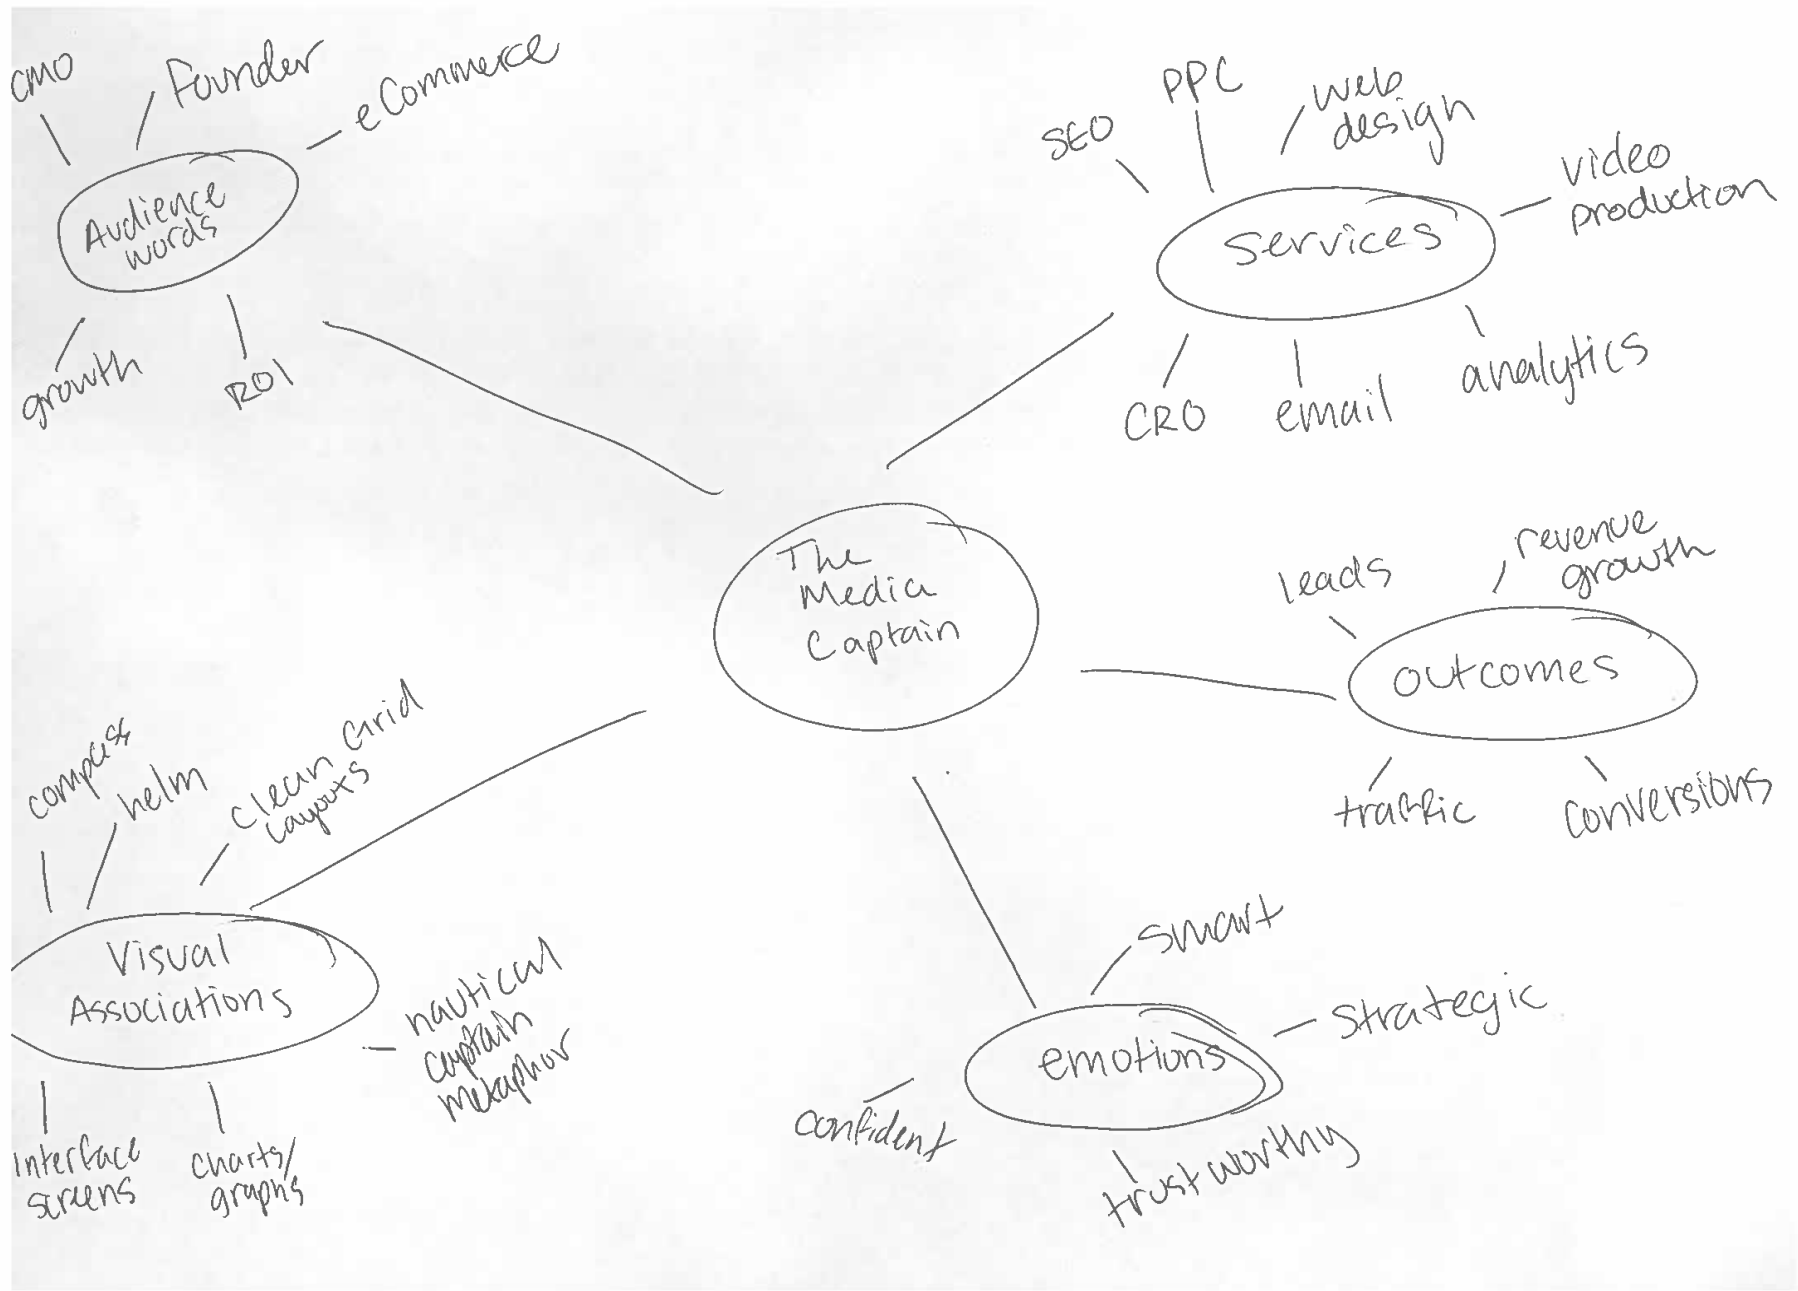 CMO
Founder
eCommerce
Audience
words
growth
ROI
SEO
PPC
web
design
video
production
services
CRO
email
analytics
The
Media
Captain
leads
revenue
growth
outcomes
traffic
conversions
compass
helm
clean Grid
Layouts
Visual
Associations
nautical
captain
metaphor
Interface
screens
charts/
graphs
smart
strategic
emotions
confident
trustworthy